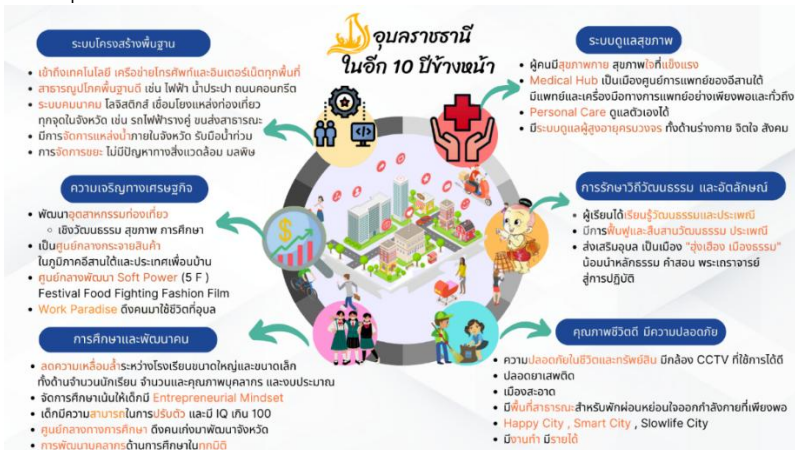 อุบลราชธานี
ในอีก 10 ปีข้างหน้า
ระบบโครงสร้างพื้นฐาน
• เข้าถึงเทคโนโลยี เครือข่ายโทรศัพท์และอินเตอร์เน็ตทุกพื้นที่
• สาธารณูปโภคพื้นฐานดี เช่น ไฟฟ้า น้ำประปา ถนนคอนกรีต
• ระบบคมนาคม โลจิสติกส์ เชื่อมโยงแหล่งท่องเที่ยว
ทุกจุดในจังหวัด เช่น รถไฟฟ้ารางคู่ ขนส่งสาธารณะ
• มีการจัดการแหล่งน้ำภายในจังหวัด รับมือน้ำท่วม
• การจัดการขยะ ไม่มีปัญหาทางสิ่งแวดล้อม มลพิษ
ความเจริญทางเศรษฐกิจ
• พัฒนาอุตสาหกรรมท่องเที่ยว
○ เชิงวัฒนธรรม สุขภาพ การศึกษา
• เป็นศูนย์กลางกระจายสินค้า
ในภูมิภาคอีสานใต้และประเทศเพื่อนบ้าน
• ศูนย์กลางพัฒนา Soft Power (5 F )
Festival Food Fighting Fashion Film
• Work Paradise ดึงคนมาใช้ชีวิตที่อุบล
การศึกษาและพัฒนาคน
• ลดความเหลื่อมล้ำระหว่างโรงเรียนขนาดใหญ่และขนาดเล็ก
ทั้งด้านจำนวนนักเรียน จำนวนและคุณภาพบุคลากร และงบประมาณ
• จัดการศึกษาเน้นให้เด็กมี Entrepreneurial Mindset
• เด็กมีความสามารถในการปรับตัว และมี IQ เกิน 100
• ศูนย์กลางทางการศึกษา ดึงคนเก่งมาพัฒนาจังหวัด
• การพัฒนาบุคลากรด้านการศึกษาในทุกมิติ
ระบบดูแลสุขภาพ
• ผู้คนมีสุขภาพกาย สุขภาพใจที่แข็งแรง
• Medical Hub เป็นเมืองศูนย์การแพทย์ของอีสานใต้
มีแพทย์และเครื่องมือทางการแพทย์อย่างเพียงพอและทั่วถึง
• Personal Care ดูแลตัวเองได้
• มีระบบดูแลผู้สูงอายุครบวงจร ทั้งด้านร่างกาย จิตใจ สังคม
การรักษาวิถีวัฒนธรรม และอัตลักษณ์
• ผู้เรียนได้เรียนรู้วัฒนธรรมและประเพณี
• มีการฟื้นฟูและสืบสานวัฒนธรรม ประเพณี
• ส่งเสริมอุบล เป็นเมือง "ฮุ่งเฮือง เมืองธรรม"
น้อมนำหลักธรรม คำสอน พระเถราจารย์
สู่การปฏิบัติ
คุณภาพชีวิตดี มีความปลอดภัย
• ความปลอดภัยในชีวิตและทรัพย์สิน มีกล้อง CCTV ที่ใช้การได้ดี
• ปลอดยาเสพติด
• เมืองสะอาด
• มีพื้นที่สาธารณะสำหรับพักผ่อนหย่อนใจออกกำลังกายที่เพียงพอ
• Happy City , Smart City , Slowlife City
• มีงานทำ มีรายได้